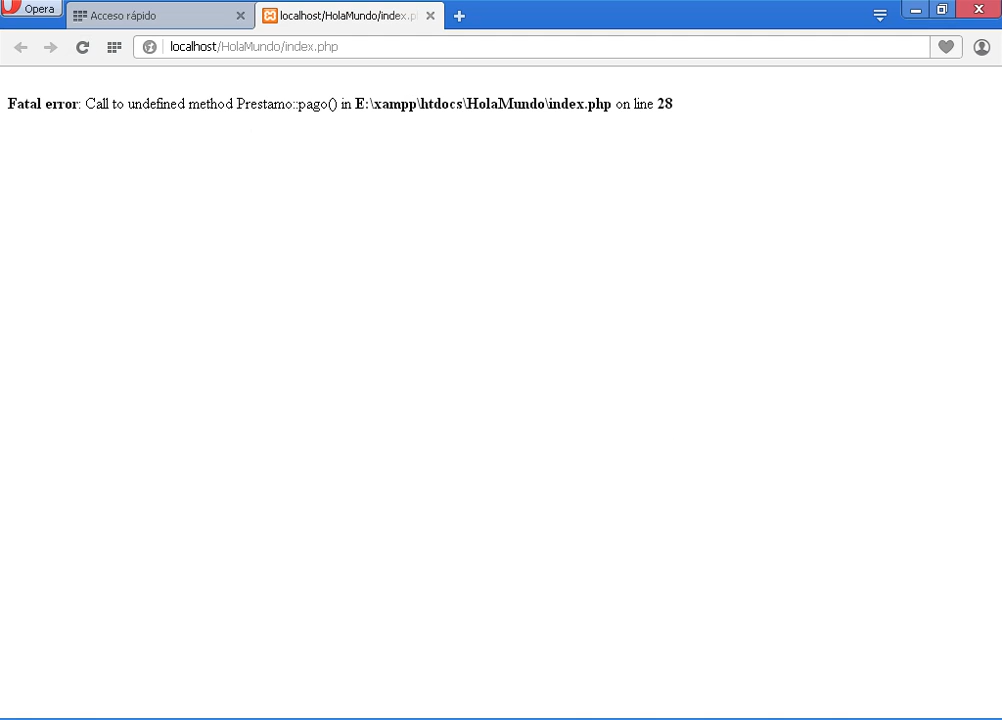 Opera
Acceso rápido
localhost/HolaMundo/index.p
localhost/HolaMundo/index.php
Fatal error: Call to undefined method Prestamo::pago() in E:\xampp\htdocs\HolaMundo\index.php on line 28